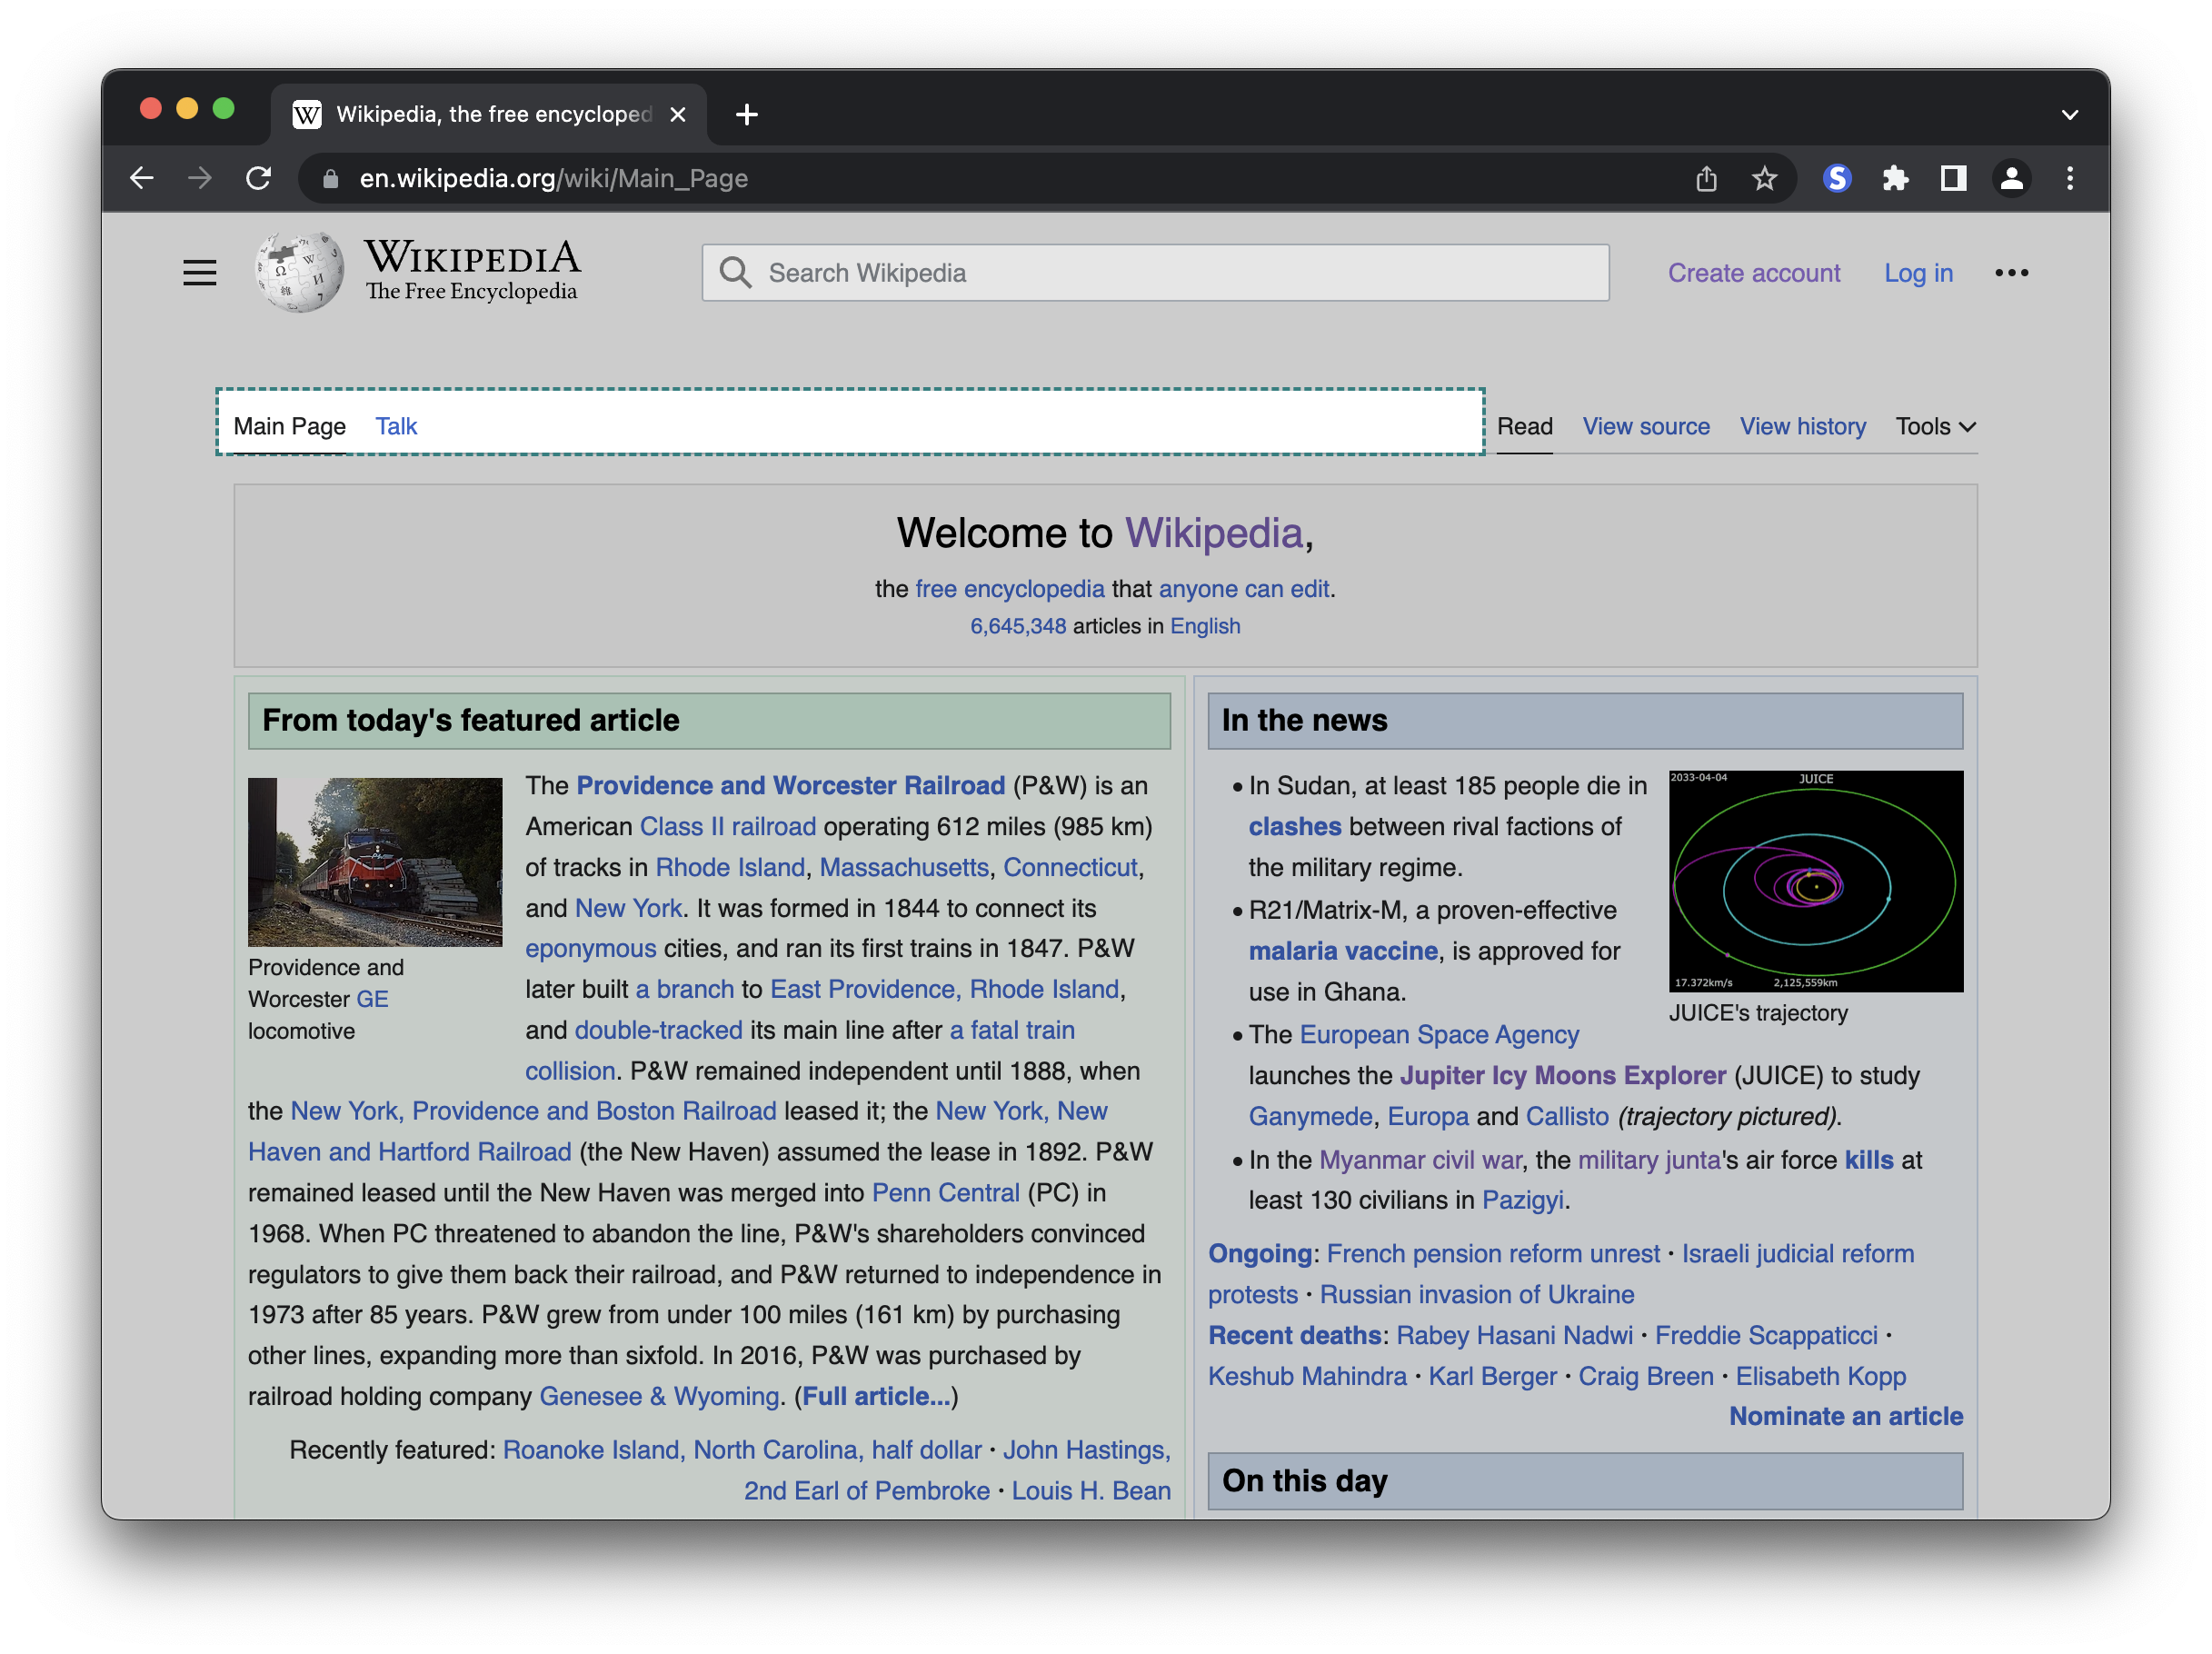 Wikipedia, the free encycloped
en.wikipedia.org/wiki/Main_Page
WIKIPEDIA
The Free Encyclopedia
Search Wikipedia
Create account
Log in
Main Page
Talk
Read
View source
View history
Tools
Welcome to Wikipedia,
the free encyclopedia that anyone can edit.
6,645,348 articles in English
From today's featured article
Providence and
Worcester GE
locomotive
The Providence and Worcester Railroad (P&W) is an
American Class II railroad operating 612 miles (985 km)
of tracks in Rhode Island, Massachusetts, Connecticut,
and New York. It was formed in 1844 to connect its
eponymous cities, and ran its first trains in 1847. P&W
later built a branch to East Providence, Rhode Island,
and double-tracked its main line after a fatal train
collision. P&W remained independent until 1888, when
the New York, Providence and Boston Railroad leased it; the New York, New
Haven and Hartford Railroad (the New Haven) assumed the lease in 1892. P&W
remained leased until the New Haven was merged into Penn Central (PC) in
1968. When PC threatened to abandon the line, P&W's shareholders convinced
regulators to give them back their railroad, and P&W returned to independence in
1973 after 85 years. P&W grew from under 100 miles (161 km) by purchasing
other lines, expanding more than sixfold. In 2016, P&W was purchased by
railroad holding company Genesee & Wyoming. (Full article...)
Recently featured: Roanoke Island, North Carolina, half dollar · John Hastings,
2nd Earl of Pembroke · Louis H. Bean
In the news
2033-04-04
JUICE
17.372km/s
2,125,559km
JUICE's trajectory
• In Sudan, at least 185 people die in
clashes between rival factions of
the military regime.
• R21/Matrix-M, a proven-effective
malaria vaccine, is approved for
use in Ghana.
• The European Space Agency
launches the Jupiter Icy Moons Explorer (JUICE) to study
Ganymede, Europa and Callisto (trajectory pictured).
• In the Myanmar civil war, the military junta's air force kills at
least 130 civilians in Pazigyi.
Ongoing: French pension reform unrest · Israeli judicial reform
protests · Russian invasion of Ukraine
Recent deaths: Rabey Hasani Nadwi · Freddie Scappaticci ·
Keshub Mahindra · Karl Berger · Craig Breen · Elisabeth Kopp
Nominate an article
On this day